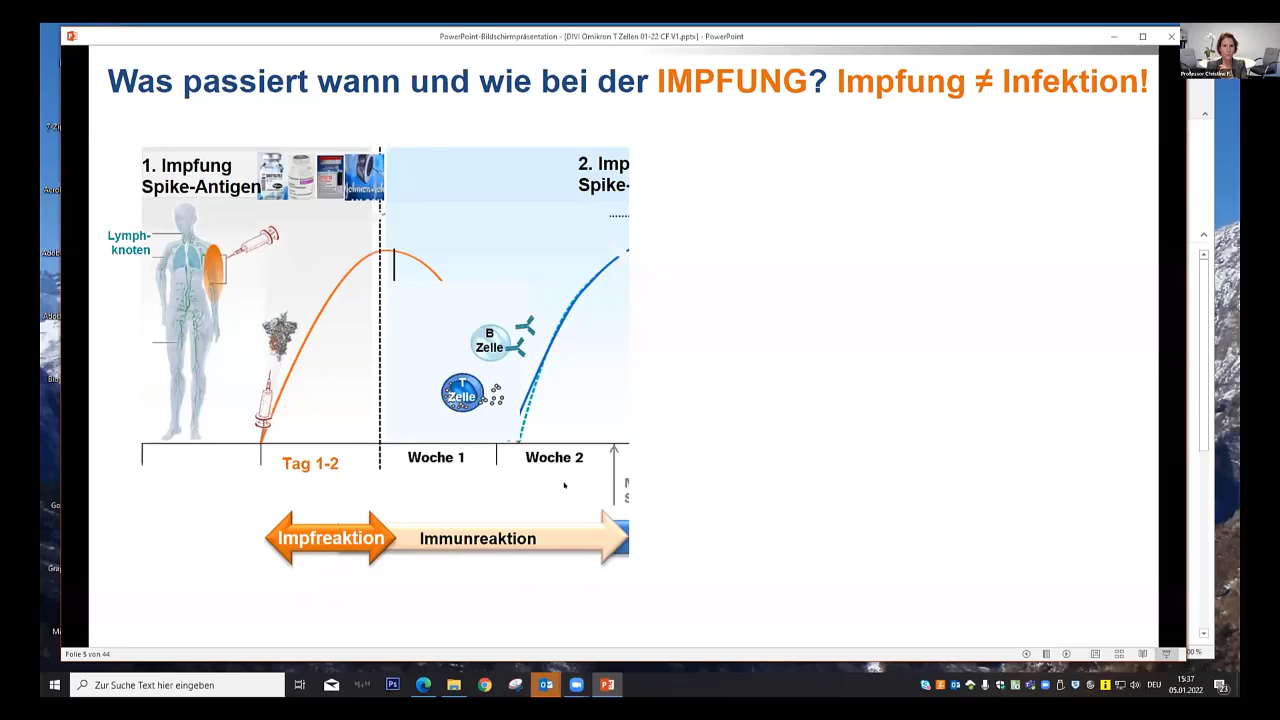 PowerPoint-Bildschirmpräsentation - [DIVI Omikron T Zellen 01-22 CF V1.pptx] - PowerPoint
Was passiert wann und wie bei der IMPFUNG? Impfung ≠ Infektion!
1. Impfung
Spike-Antigen
2. Imp
Spike-
Lymph-
knoten
B
Zelle
T
Zelle
Tag 1-2
Woche 1
Woche 2
Impfreaktion
Immunreaktion
Folie 5 von 44
Zur Suche Text hier eingeben
DEU
15:37
05.01.2022
23